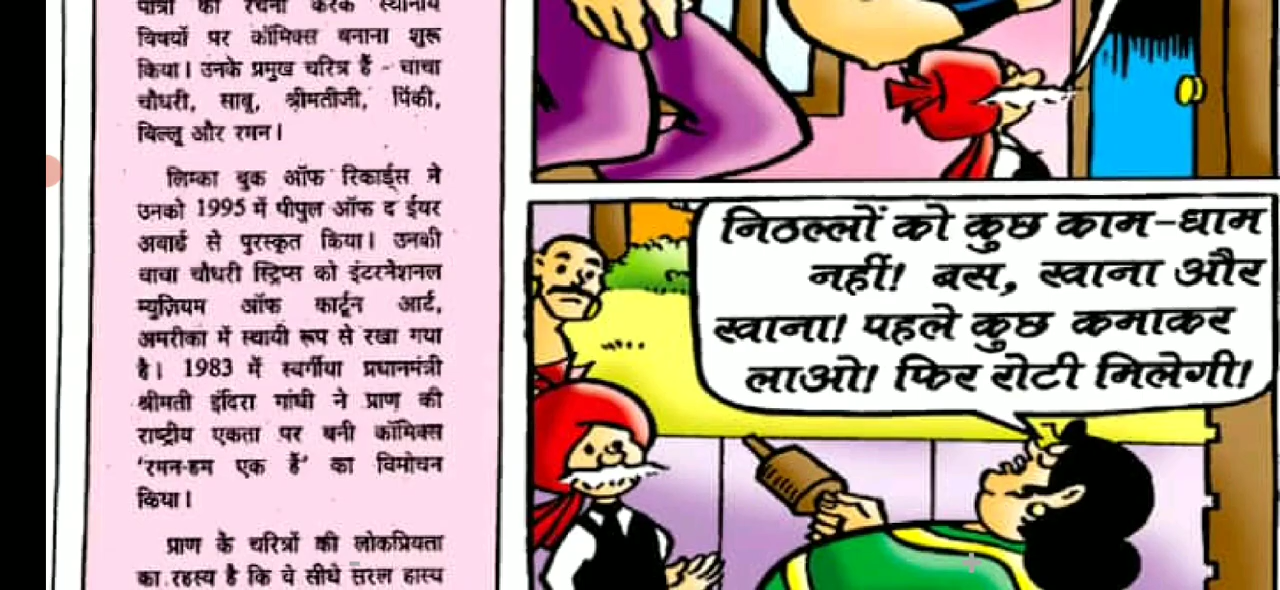 पात्रों की रचना करके स्थानीय
विषयों पर कॉमिक्स बनाना शुरू
किया। उनके प्रमुख चरित्र हैं - चाचा
चौधरी, साबू, श्रीमतीजी, पिंकी,
बिल्लू और रमन।
लिम्का बुक ऑफ रिकार्ड्स ने
उनको 1995 में पीपुल ऑफ द ईयर
अवार्ड से पुरस्कृत किया। उनकी
चाचा चौधरी स्ट्रिप्स को इंटरनेशनल
म्युज़ियम ऑफ कार्टून आर्ट,
अमरीका में स्थायी रूप से रखा गया
है। 1983 में स्वर्गीया प्रधानमंत्री
श्रीमती इंदिरा गांधी ने प्राण की
राष्ट्रीय एकता पर बनी कॉमिक्स
'रमन-हम एक हैं' का विमोचन
किया।
प्राण के चरित्रों की लोकप्रियता
का रहस्य है कि वे सीधे सरल हास्य
निठल्लों को कुछ काम-धाम
नहीं! बस, खाना और
खाना! पहले कुछ कमाकर
लाओ! फिर रोटी मिलेगी!